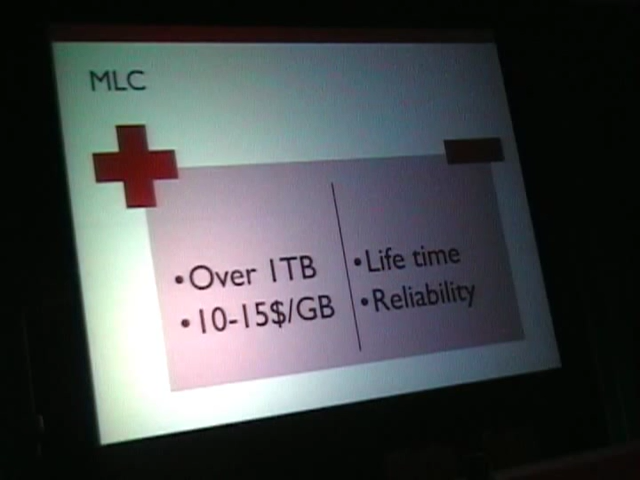 MLC
•Over 1TB
•10-15$/GB
•Life time
•Reliability